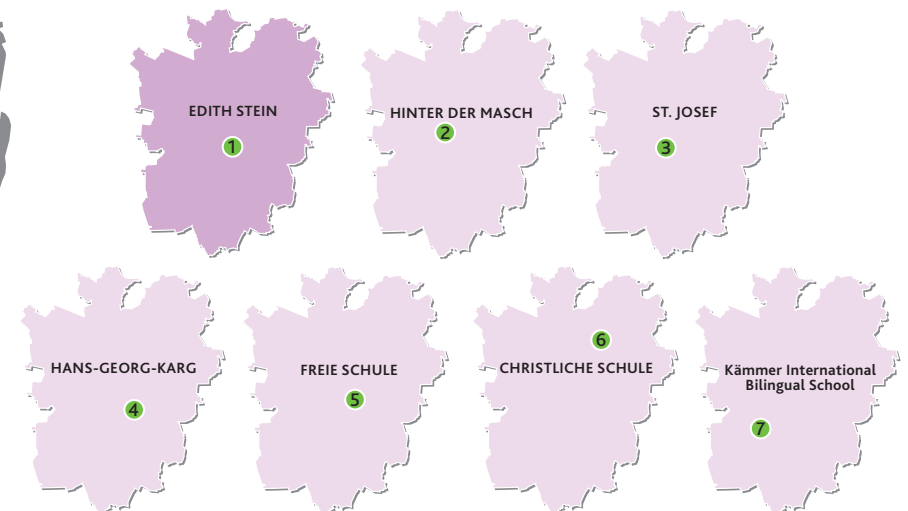 EDITH STEIN
1
HINTER DER MASCH
2
ST. JOSEF
3
HANS-GEORG-KARG
4
FREIE SCHULE
5
6
CHRISTLICHE SCHULE
Kämmer International
Bilingual School
7